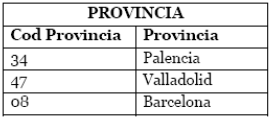 PROVINCIA
Cod Provincia Provincia
34 Palencia
47 Valladolid
08 Barcelona